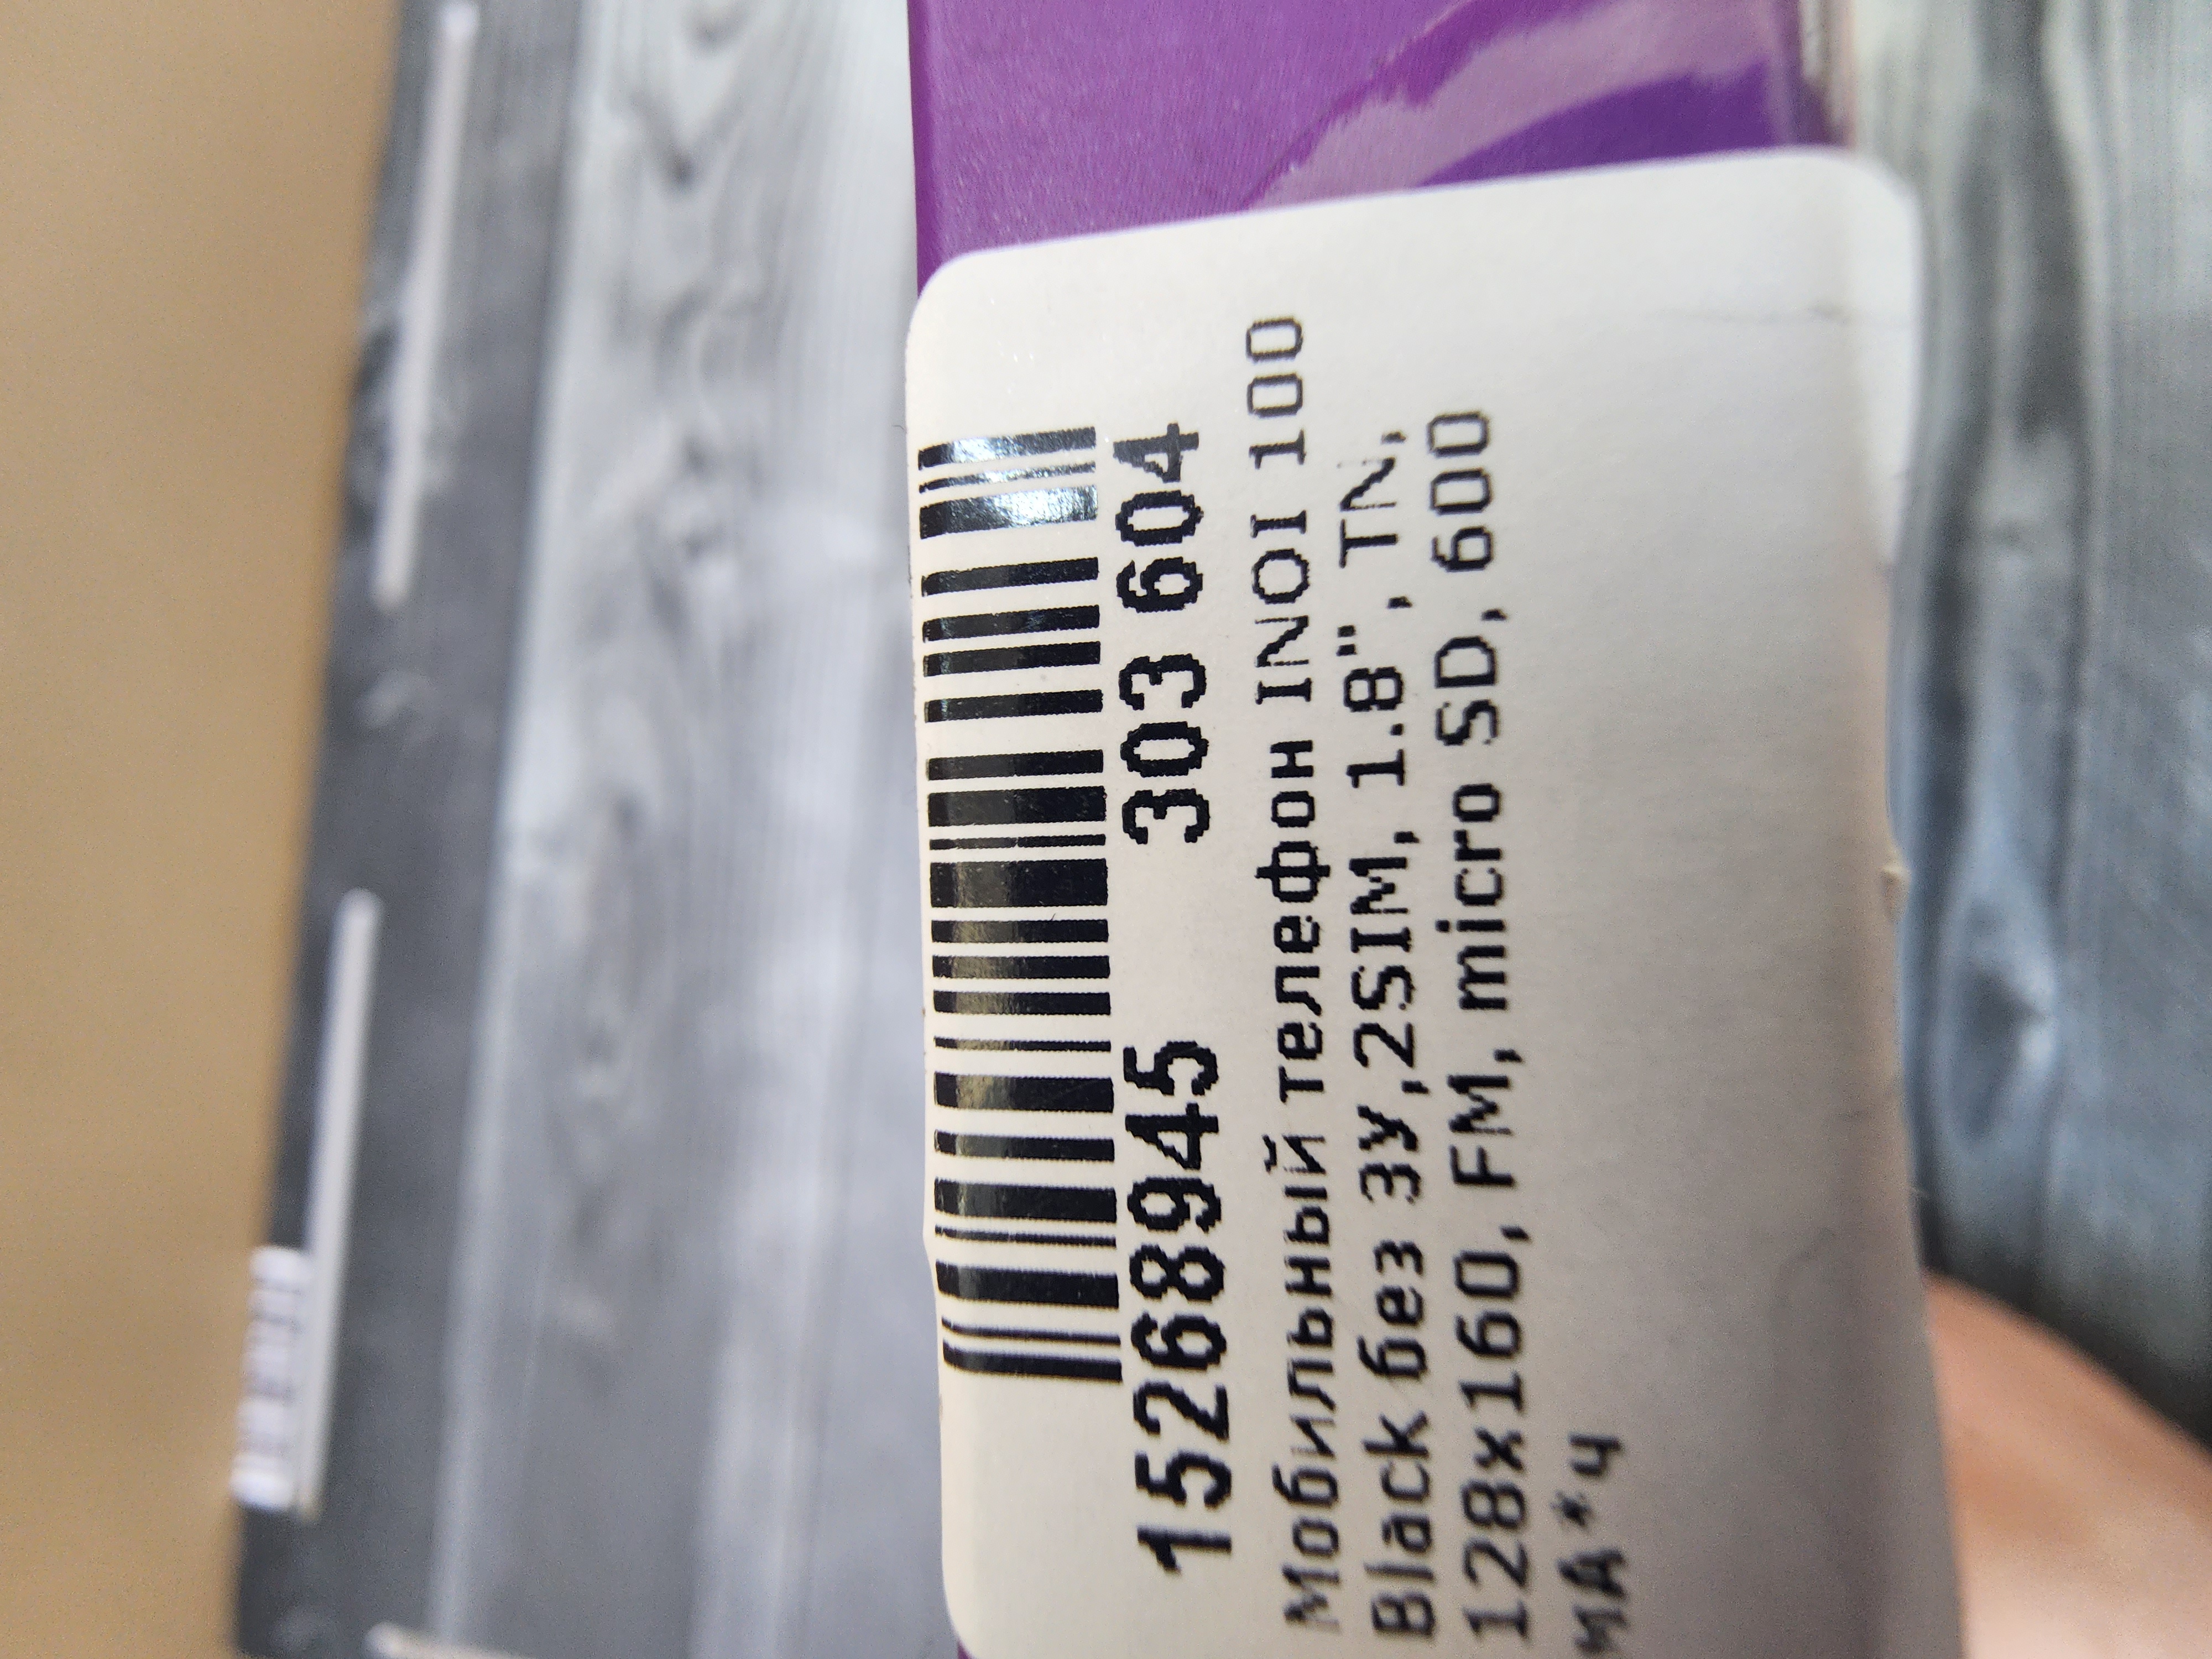 15268945 303 604
Мобильный телефон INOI 100
Black без ЗУ,2SIM, 1.8", TN,
128x160, FM, micro SD, 600
мА*ч